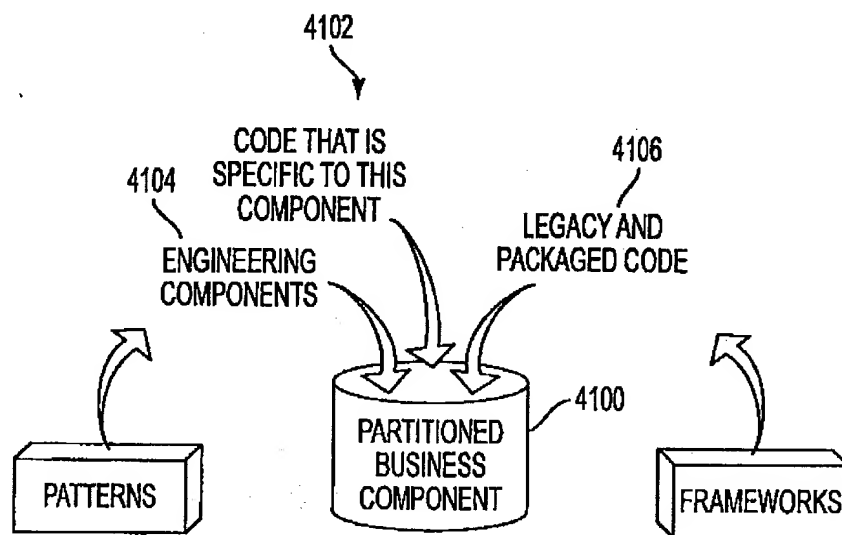 4102
CODE THAT IS
SPECIFIC TO THIS
COMPONENT
4104
ENGINEERING
COMPONENTS
4106
LEGACY AND
PACKAGED CODE
4100
PARTITIONED
BUSINESS
COMPONENT
PATTERNS
FRAMEWORKS